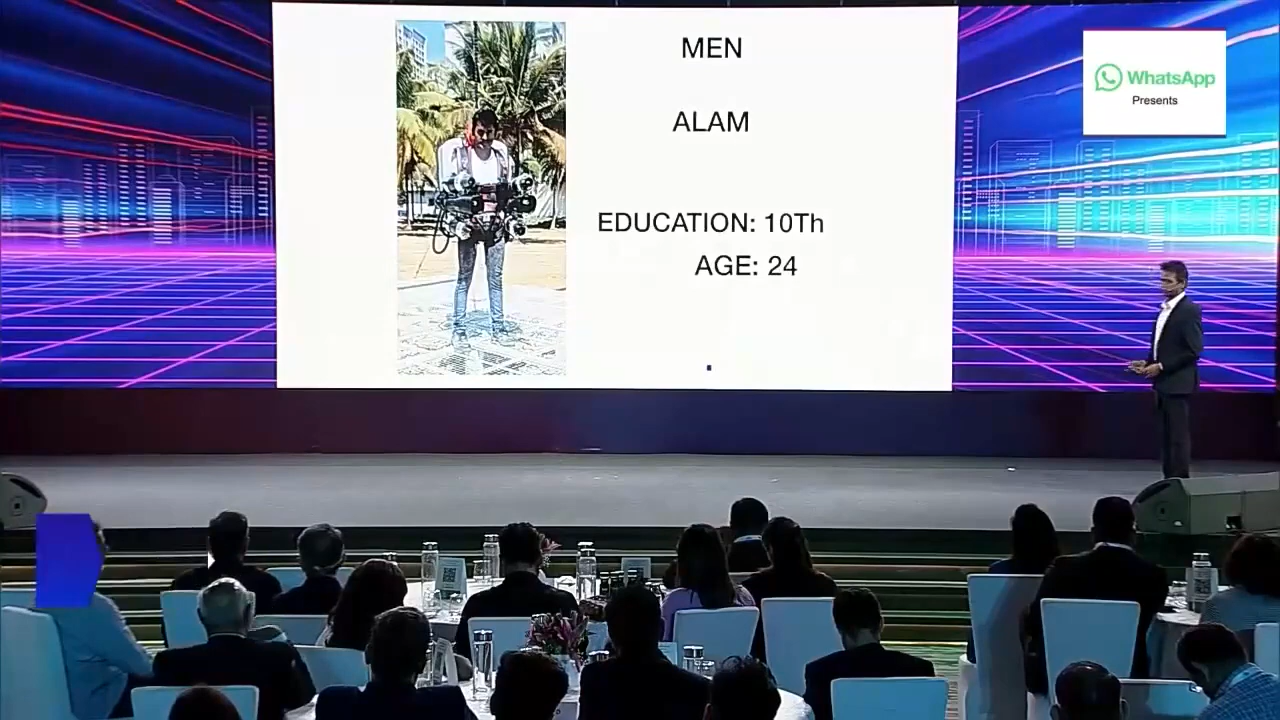 MEN
ALAM
EDUCATION: 10Th
AGE: 24
WhatsApp
Presents